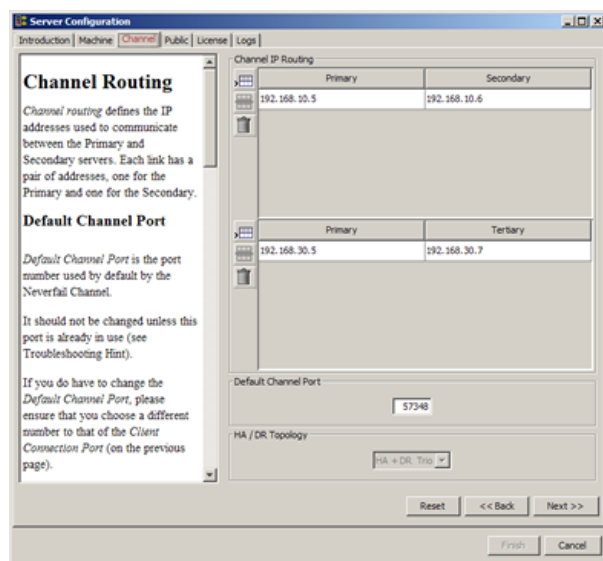 Server Configuration
Introduction Machine Channel Public License Logs
Channel Routing
Channel routing defines the IP
addresses used to communicate
between the Primary and
Secondary servers. Each link has a
pair of addresses, one for the
Primary and one for the Secondary.
Default Channel Port
Default Channel Port is the port
number used by default by the
Neverfail Channel.
It should not be changed unless this
port is already in use (see
Troubleshooting Hint).
If you do have to change the
Default Channel Port, please
ensure that you choose a different
number to that of the Client
Connection Port (on the previous
page).
Channel IP Routing
Primary Secondary
192.168.10.5 192.168.10.6
Primary Tertiary
192.168.30.5 192.168.30.7
Default Channel Port
57348
HA / DR Topology
HA + DR. Trio
Reset << Back Next >>
Finish Cancel